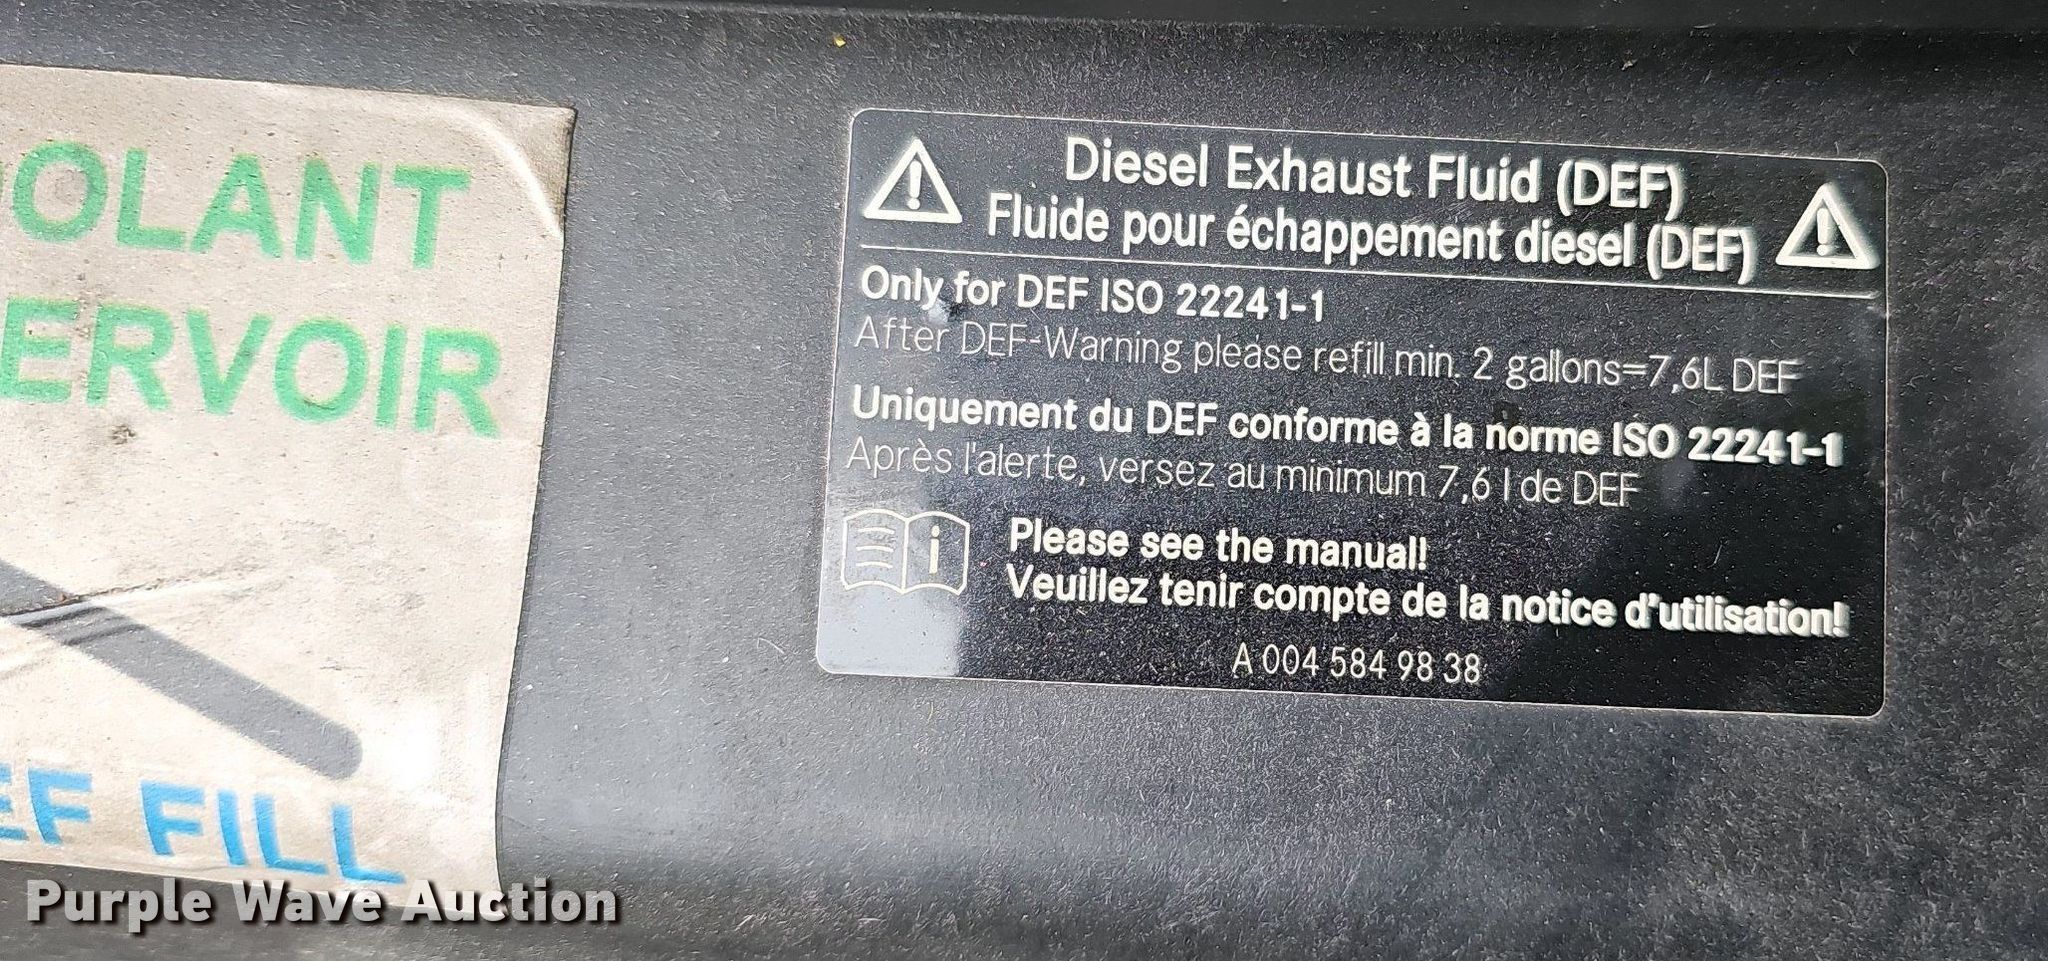 OLANT
ERVOIR
EF FILL
Diesel Exhaust Fluid (DEF)
Fluide pour échappement diesel (DEF)
Only for DEF ISO 22241-1
After DEF-Warning please refill min. 2 gallons=7,6L DEF
Uniquement du DEF conforme à la norme ISO 22241-1
Après l'alerte, versez au minimum 7,6 l de DEF
Please see the manual!
Veuillez tenir compte de la notice d'utilisation!
A 004 584 98 38
Purple Wave Auction